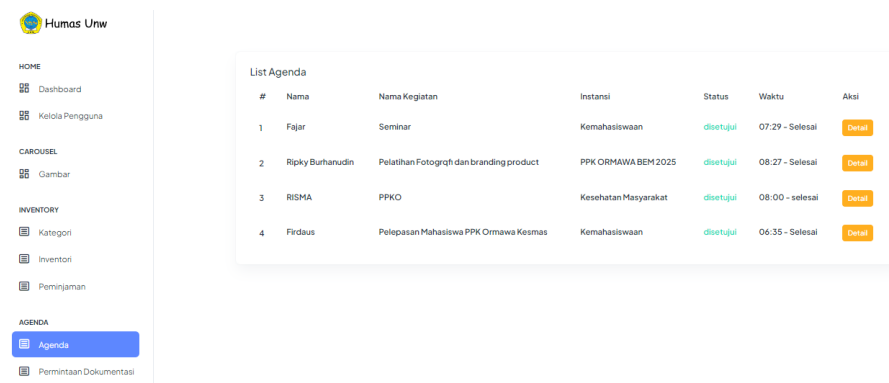 Humas Unw
HOME
Dashboard
Kelola Pengguna
CAROUSEL
Gambar
INVENTORY
Kategori
Inventori
Peminjaman
AGENDA
Agenda
Permintaan Dokumentasi
List Agenda
# Nama Nama Kegiatan Instansi Status Waktu Aksi
1 Fajar Seminar Kemahasiswaan disetujui 07:29 - Selesai Detail
2 Ripky Burhanudin Pelatihan Fotogrqfi dan branding product PPK ORMAWA BEM 2025 disetujui 08:27 - Selesai Detail
3 RISMA PPKO Kesehatan Masyarakat disetujui 08:00 - selesai Detail
4 Firdaus Pelepasan Mahasiswa PPK Ormawa Kesmas Kemahasiswaan disetujui 06:35 - Selesai Detail